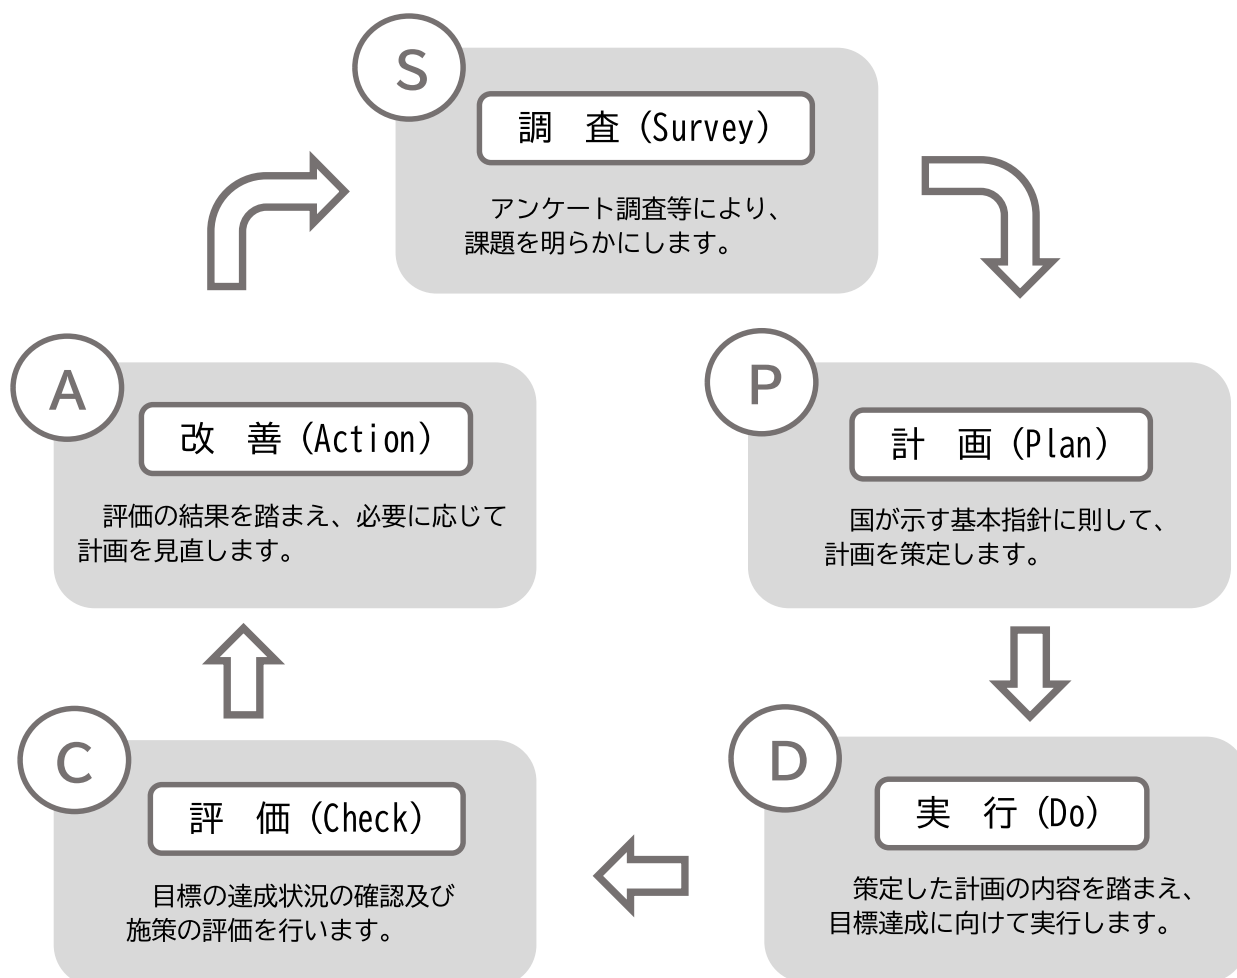 S
調　査（Survey）
アンケート調査等により、
課題を明らかにします。
A
改　善（Action）
評価の結果を踏まえ、必要に応じて
計画を見直します。
P
計　画（Plan）
国が示す基本指針に則して、
計画を策定します。
C
評　価（Check）
目標の達成状況の確認及び
施策の評価を行います。
D
実　行（Do）
策定した計画の内容を踏まえ、
目標達成に向けて実行します。